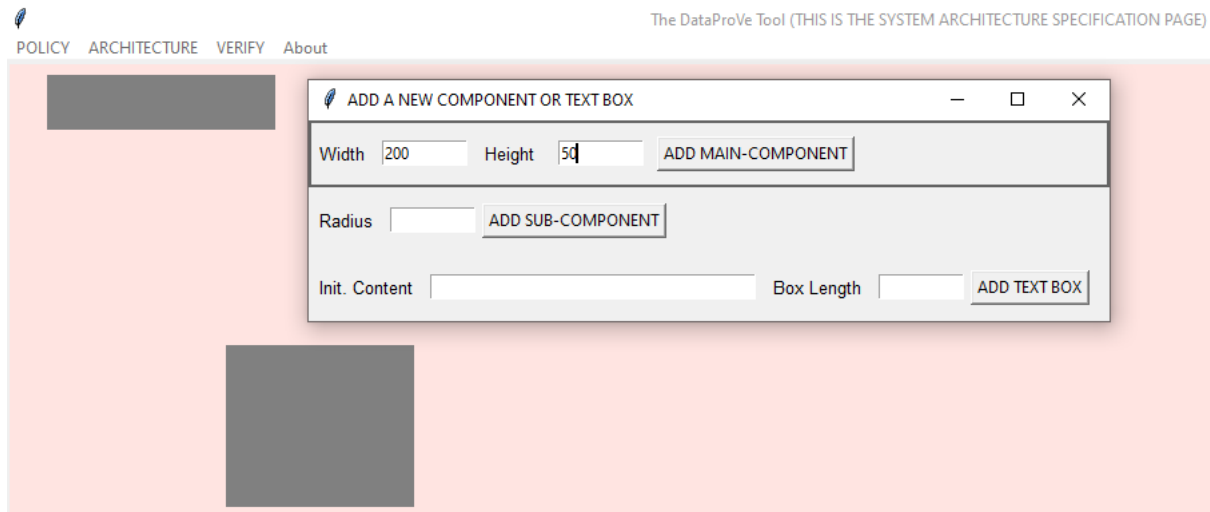 The DataProVe Tool (THIS IS THE SYSTEM ARCHITECTURE SPECIFICATION PAGE)
POLICY ARCHITECTURE VERIFY About
ADD A NEW COMPONENT OR TEXT BOX
Width 200 Height 50 ADD MAIN-COMPONENT
Radius ADD SUB-COMPONENT
Init. Content Box Length ADD TEXT BOX